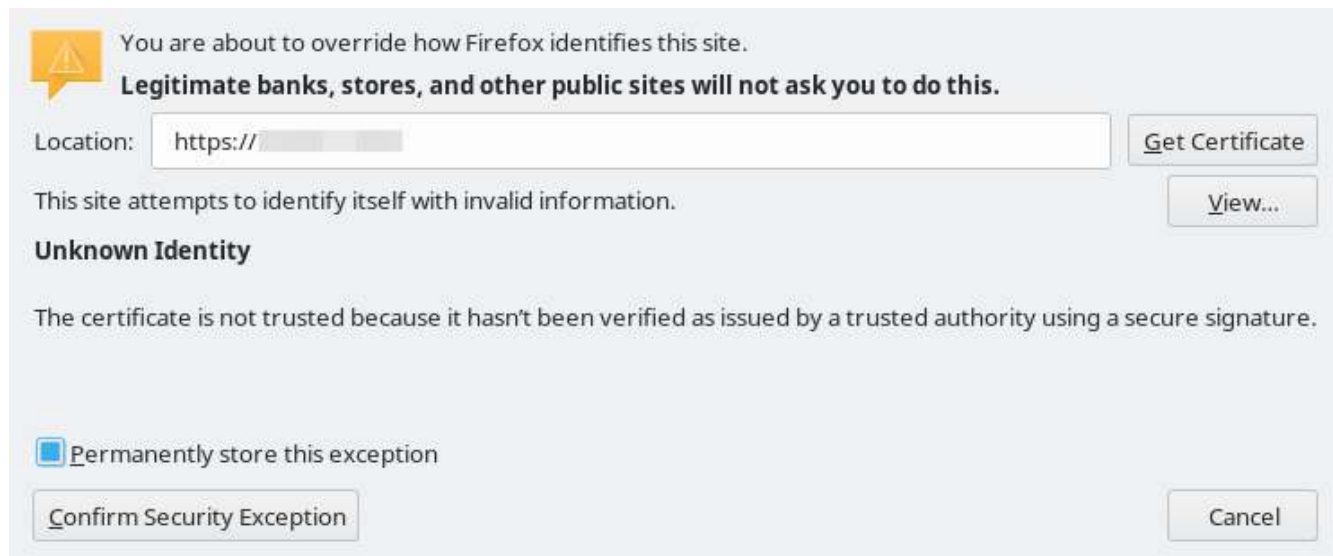 You are about to override how Firefox identifies this site.
Legitimate banks, stores, and other public sites will not ask you to do this.
Location: https:// Get Certificate
This site attempts to identify itself with invalid information. View...
Unknown Identity
The certificate is not trusted because it hasn't been verified as issued by a trusted authority using a secure signature.
Permanently store this exception
Confirm Security Exception Cancel